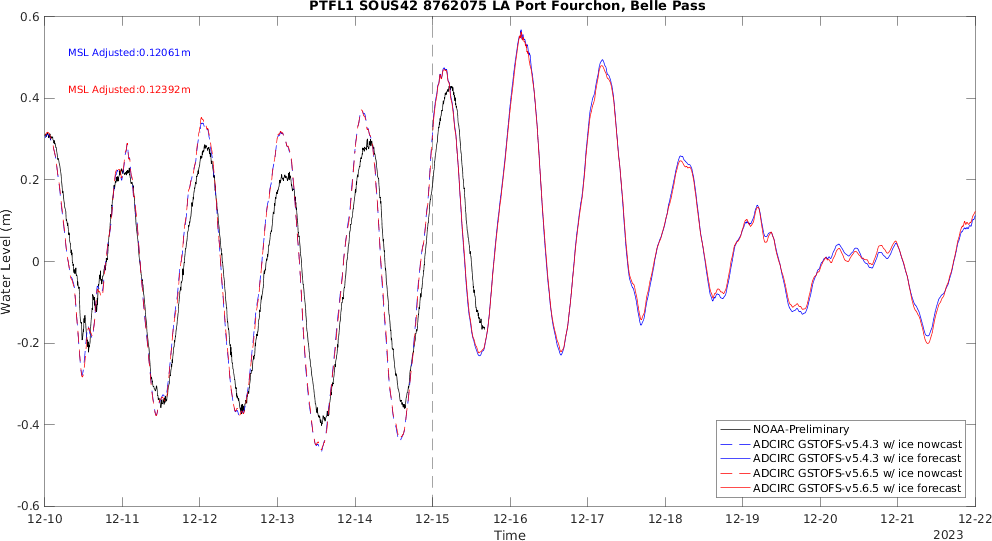 PTFL1 SOUS42 8762075 LA Port Fourchon, Belle Pass
MSL Adjusted:0.12061m
MSL Adjusted:0.12392m
Water Level (m)
0.6
0.4
0.2
0
-0.2
-0.4
-0.6
NOAA-Preliminary
ADCIRC GSTOFS-v5.4.3 w/ ice nowcast
ADCIRC GSTOFS-v5.4.3 w/ ice forecast
ADCIRC GSTOFS-v5.6.5 w/ ice nowcast
ADCIRC GSTOFS-v5.6.5 w/ ice forecast
12-10 12-11 12-12 12-13 12-14 12-15 12-16 12-17 12-18 12-19 12-20 12-21 12-22
Time
2023